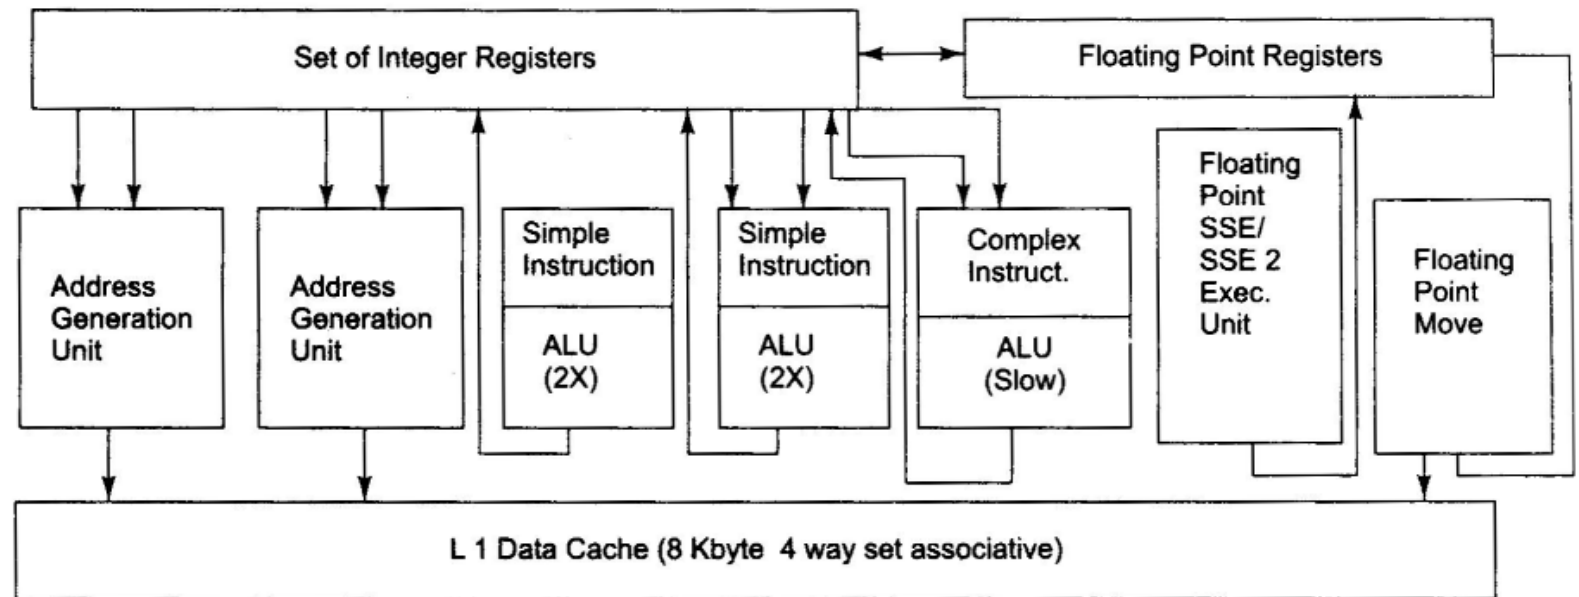 Set of Integer Registers
Floating Point Registers
Address
Generation
Unit
Address
Generation
Unit
Simple
Instruction
ALU
(2X)
Simple
Instruction
ALU
(2X)
Complex
Instruct.
ALU
(Slow)
Floating
Point
SSE/
SSE 2
Exec.
Unit
Floating
Point
Move
L 1 Data Cache (8 Kbyte 4 way set associative)